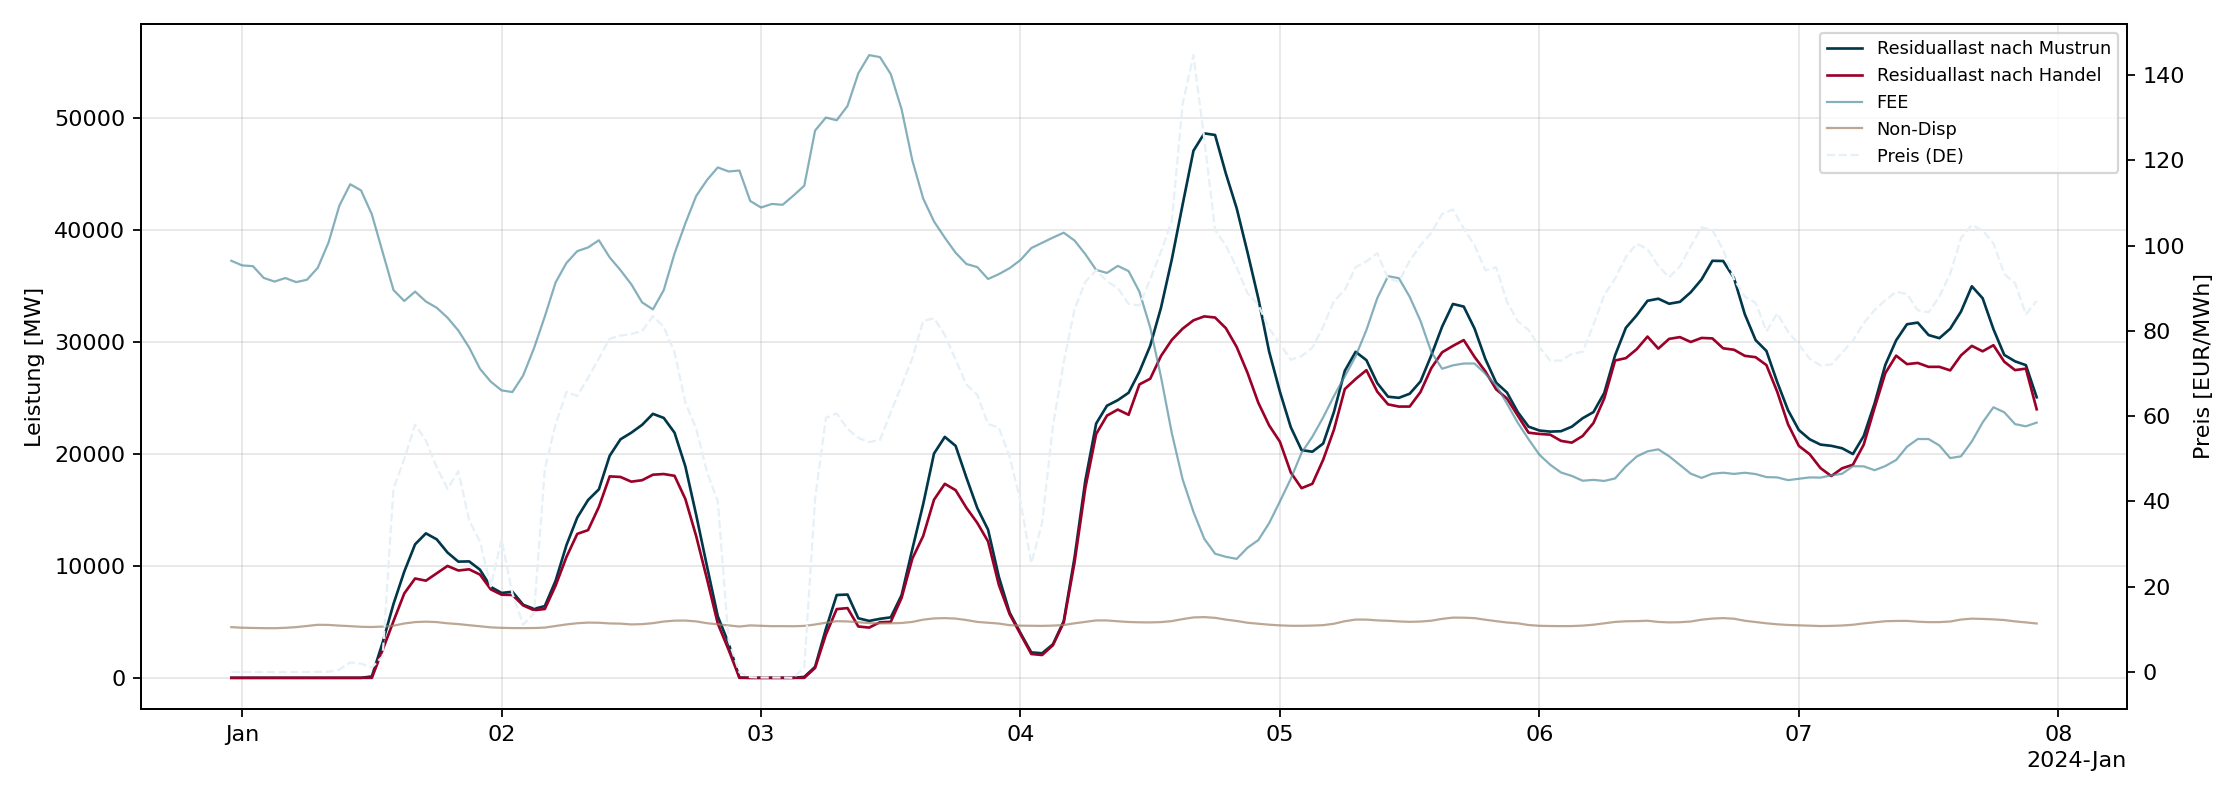 Leistung [MW]
50000
40000
30000
20000
10000
0
Residuallast nach Mustrun
Residuallast nach Handel
FEE
Non-Disp
Preis (DE)
140
120
100
80
60
40
20
0
Preis [EUR/MWh]
Jan 02 03 04 05 06 07 08
2024-Jan